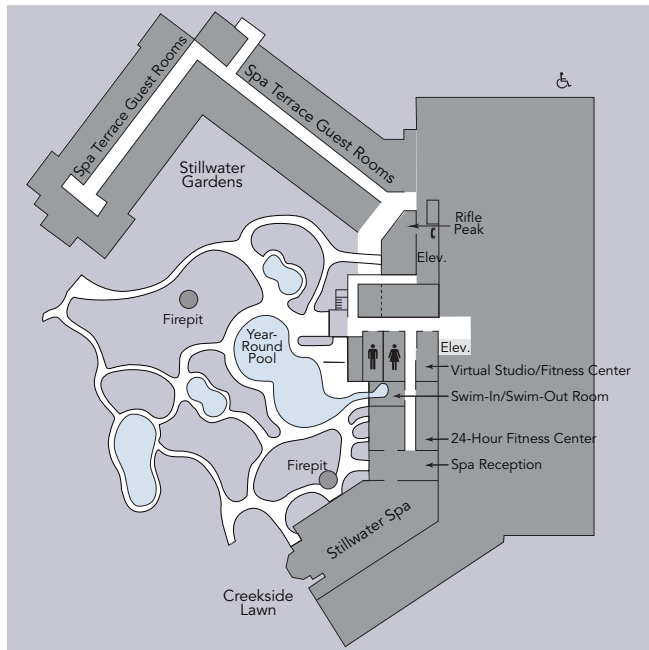 Spa Terrace Guest Rooms
Spa Terrace Guest Rooms
Stillwater
Gardens
Rifle
Peak
Elev.
Firepit
Year-
Round
Pool
Elev.
Virtual Studio/Fitness Center
Swim-In/Swim-Out Room
24-Hour Fitness Center
Firepit
Spa Reception
Stillwater Spa
Creekside
Lawn